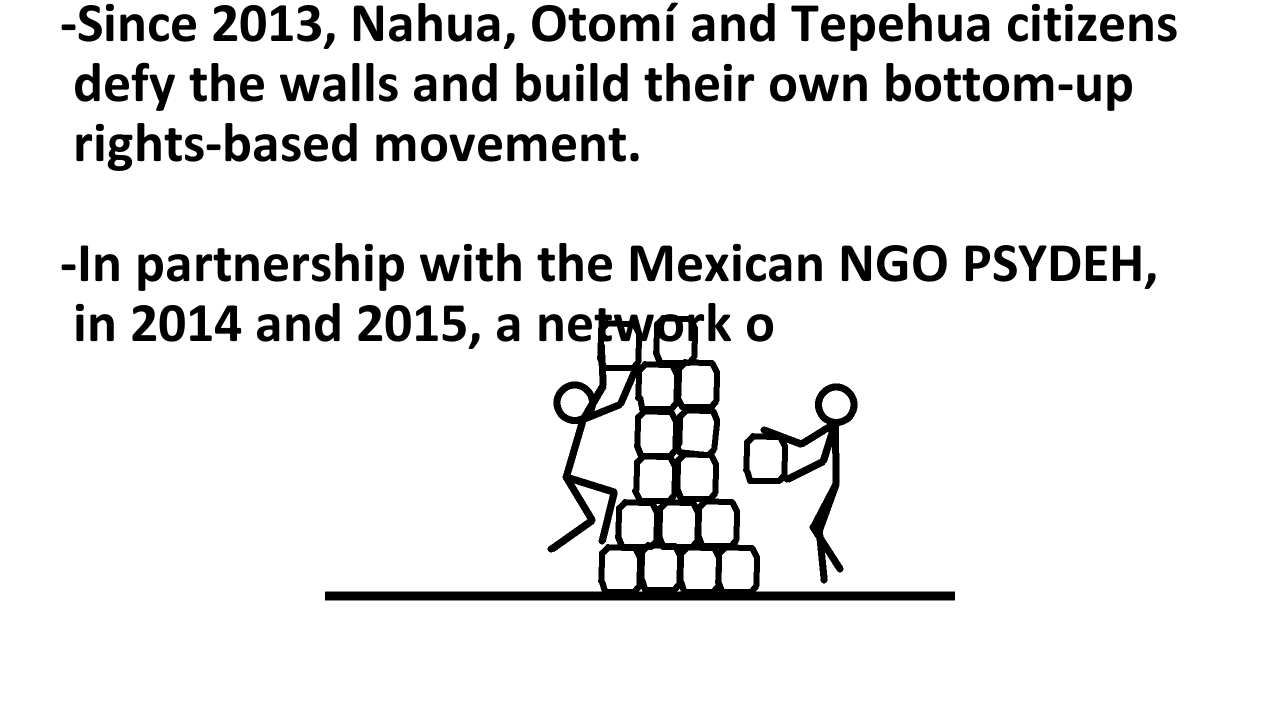 -Since 2013, Nahua, Otomí and Tepehua citizens
defy the walls and build their own bottom-up
rights-based movement.
-In partnership with the Mexican NGO PSYDEH,
in 2014 and 2015, a network o